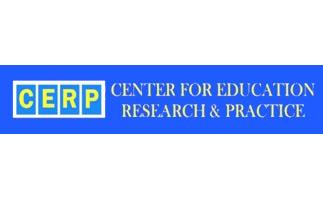 CERP
CENTER FOR EDUCATION
RESEARCH & PRACTICE